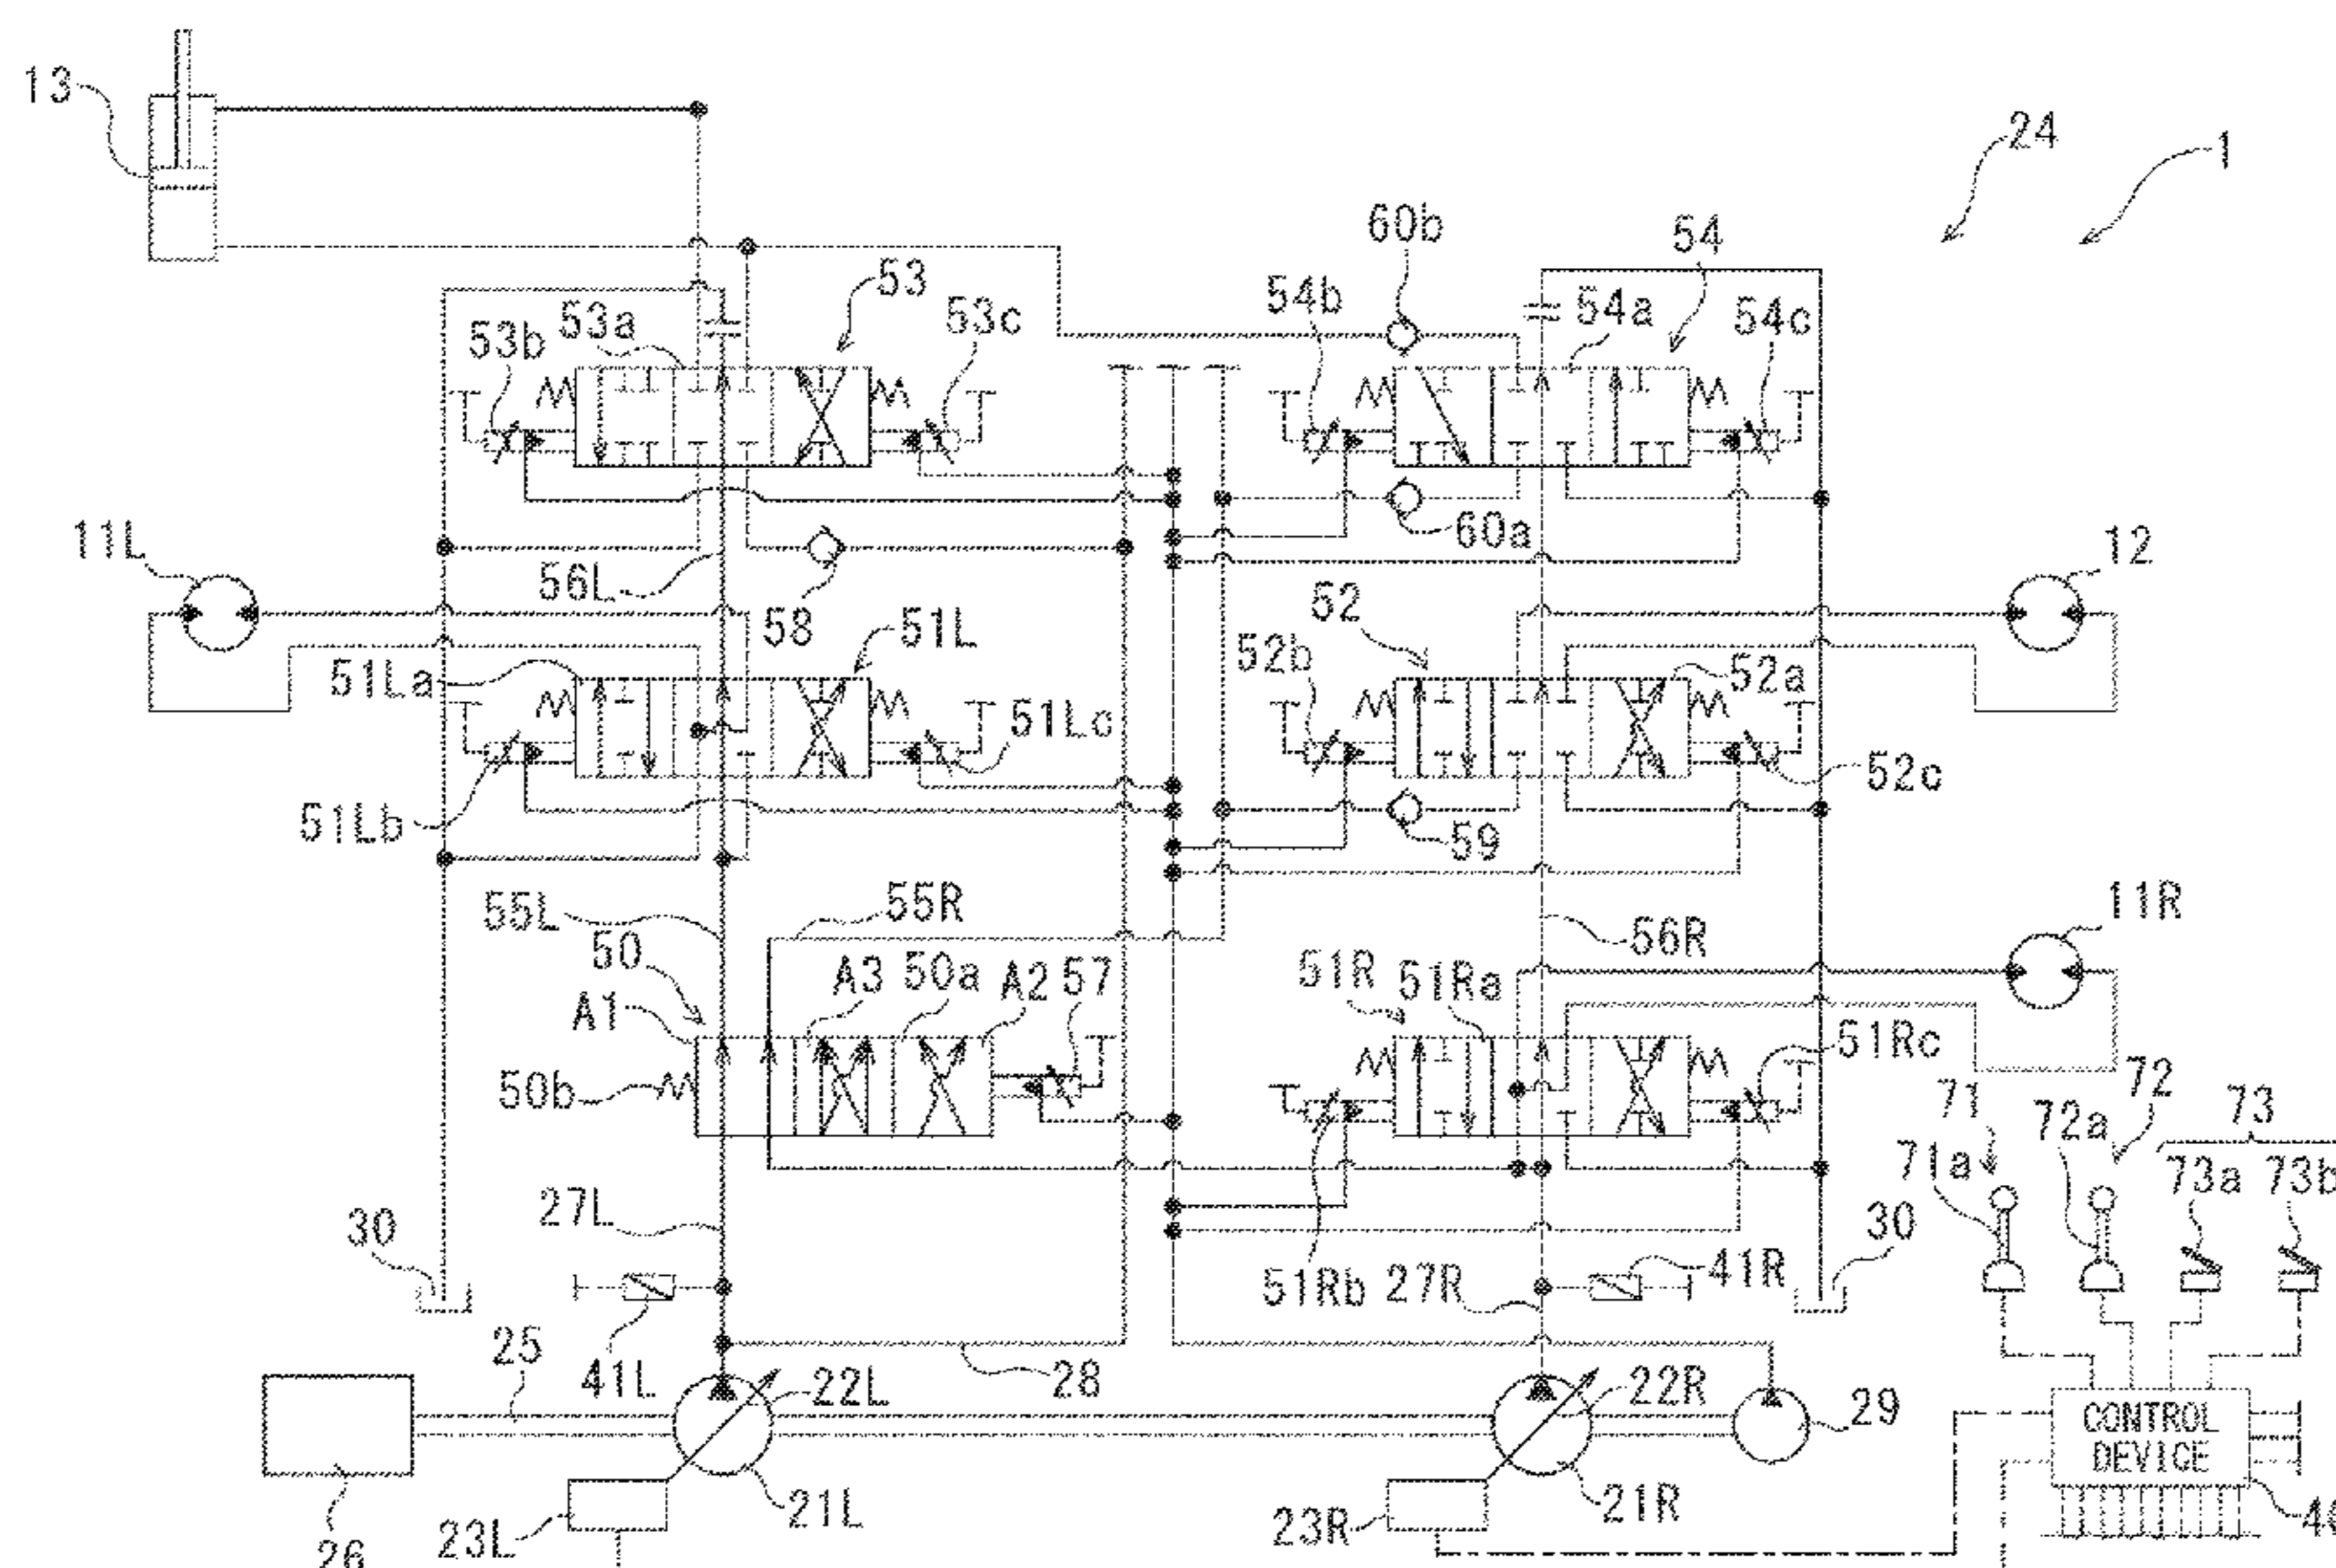 13
24
1
60b
54
53
54b
54a
54c
53b
53a
53c
11L
60a
12
56L
58
51L
52
52b
52a
51La
51Lc
52c
51Lb
59
55L
55R
11R
56R
50
A3
50a
A2
57
51R
51Ra
A1
51Rc
50b
71
72
73
72a
71a
73a
73b
27L
30
30
51Rb
27R
41R
25
41L
22L
28
22R
29
CONTROL
DEVICE
21L
21R
23L
23R
26